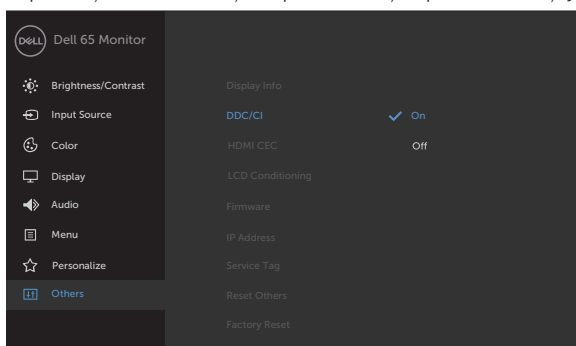 DELL Dell 65 Monitor
Brightness/Contrast
Display Info
Input Source
DDC/CI
On
Color
HDMI CEC
Off
Display
LCD Conditioning
Audio
Firmware
Menu
IP Address
Personalize
Service Tag
Others
Reset Others
Factory Reset